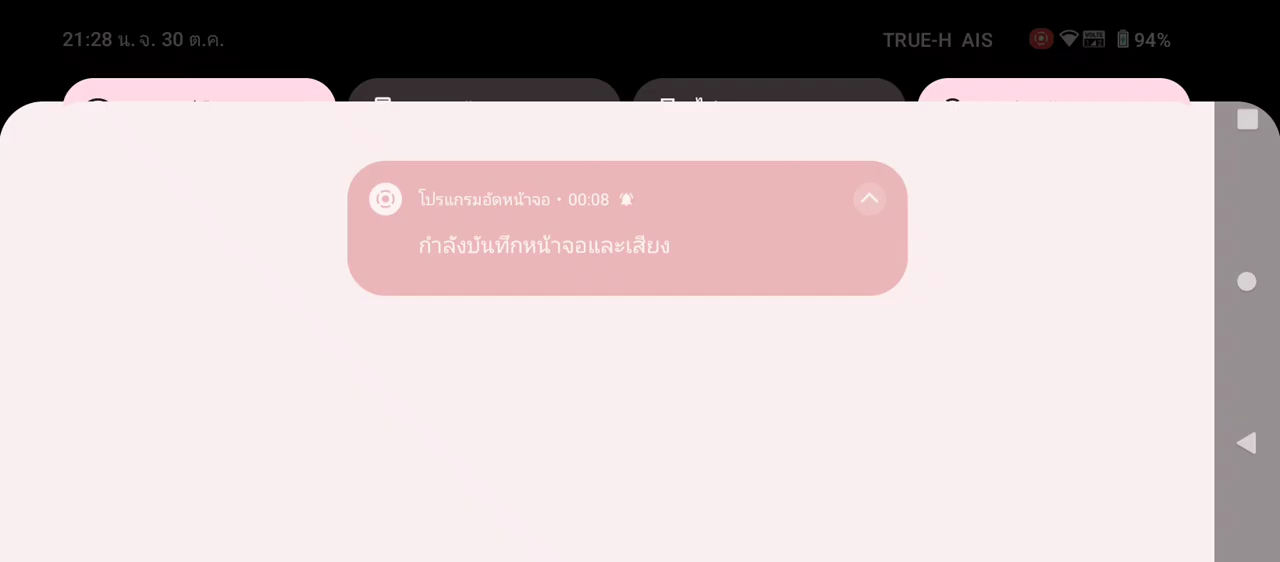 21:28 น. จ. 30 ต.ค.
TRUE-H AIS
94%
โปรแกรมอัดหน้าจอ • 00:08
กำลังบันทึกหน้าจอและเสียง